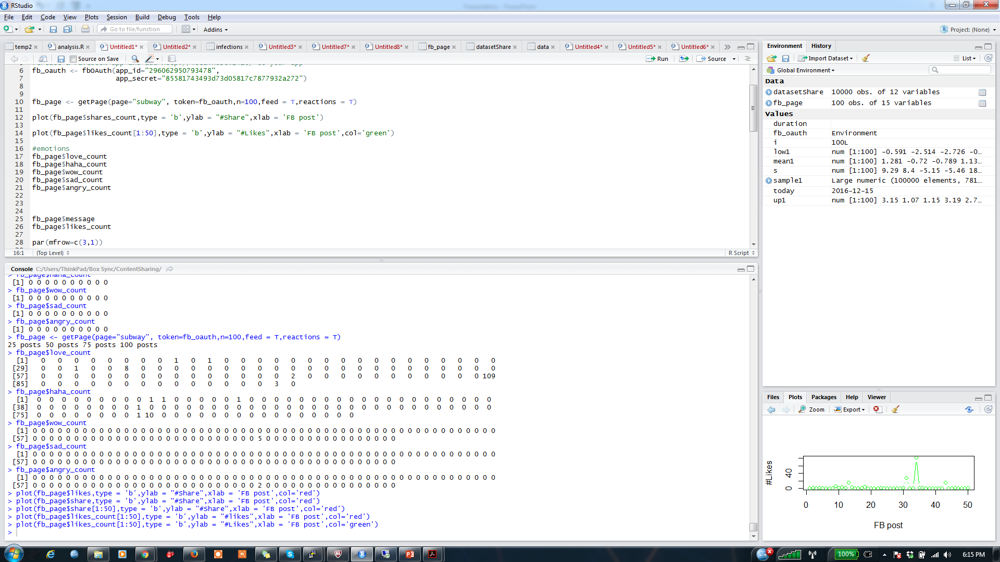 RStudio
File Edit Code View Plots Session Build Debug Tools Help
Go to file/function Addins Project: (None)
temp2 analysis.R Untitled1* Untitled2* infections Untitled3* Untitled7* Untitled8* fb_page datasetShare data Untitled4* Untitled5* Untitled6*
Source on Save Run Source
6 fb_oauth <- fbOAuth(app_id="296062950793478",
7 app_secret="85581743493d73d05817c7877932a272")
8
9
10 fb_page <- getPage(page="subway", token=fb_oauth,n=100,feed = T,reactions = T)
11
12 plot(fb_page$shares_count,type = 'b',ylab = "#Share",xlab = 'FB post')
13
14 plot(fb_page$likes_count[1:50],type = 'b',ylab = "#Likes",xlab = 'FB post',col='green')
15
16 #emotions
17 fb_page$love_count
18 fb_page$haha_count
19 fb_page$wow_count
20 fb_page$sad_count
21 fb_page$angry_count
22
23
24
25 fb_page$message
26 fb_page$likes_count
27
28 par(mfrow=c(3,1))
16:1 (Top Level) R Script
Console C:/Users/ThinkPad/Box Sync/ContentSharing/
> fb_page$haha_count
[1] 0 0 0 0 0 0 0 0 0 0
> fb_page$wow_count
[1] 0 0 0 0 0 0 0 0 0 0
> fb_page$sad_count
[1] 0 0 0 0 0 0 0 0 0 0
> fb_page$angry_count
[1] 0 0 0 0 0 0 0 0 0 0
> fb_page <- getPage(page="subway", token=fb_oauth,n=100,feed = T,reactions = T)
25 posts 50 posts 75 posts 100 posts
> fb_page$love_count
[1] 0 0 0 0 0 0 0 0 1 0 1 0 0 0 0 0 0 0 0 0 0 0 0 0 0 0 0 0
[29] 0 0 1 0 0 8 0 0 0 0 0 0 0 0 0 0 0 0 0 0 0 0 0 0 0 0 0 0
[57] 0 0 0 0 0 0 0 0 0 0 0 0 0 0 0 2 0 0 0 0 0 0 0 0 0 0 0 109
[85] 0 0 0 0 0 0 0 0 0 0 0 0 0 0 3 0
> fb_page$haha_count
[1] 0 0 0 0 0 0 0 0 0 1 1 0 0 0 0 0 1 0 0 0 0 0 0 0 0 0 0 0 0 0 0 0 0 0 0 0 0
[38] 0 0 0 0 0 0 0 0 1 0 0 0 0 0 0 0 0 0 0 0 0 0 0 0 0 0 0 0 0 0 0 0 0 0 0 0 0
[75] 0 0 0 0 0 0 0 0 1 10 0 0 0 0 0 0 0 0 0 0 0 0 0 0 0 0
> fb_page$wow_count
[1] 0 0 0 0 0 0 0 0 0 0 0 0 0 0 0 0 0 0 0 0 0 0 0 0 0 0 0 0 0 0 0 0 0 0 0 0 0 0 0 0 0 0 0 0 0 0 0 0 0 0 0 0 0 0 0 0
[57] 0 0 0 0 0 0 0 0 0 0 0 0 0 0 0 0 0 0 0 0 0 0 0 0 0 0 0 5 0 0 0 0 0 0 0 0 0 0 0 0 0 0 0 0
> fb_page$sad_count
[1] 0 0 0 0 0 0 0 0 0 0 0 0 0 0 0 0 0 0 0 0 0 0 0 0 0 0 0 0 0 0 0 0 0 0 0 0 0 0 0 0 0 0 0 0 0 0 0 0 0 0 0 0 0 0 0 0
[57] 0 0 0 0 0 0 0 0 0 0 0 0 0 0 0 0 0 0 0 0 0 0 0 0 0 0 0 0 0 0 0 0 0 0 0 0 0 0 0 0 0 0 0 0
> fb_page$angry_count
[1] 0 0 0 0 0 0 0 0 0 0 0 0 0 0 0 0 0 0 0 0 0 0 0 0 0 0 0 0 0 0 0 0 0 0 0 0 0 0 0 0 0 0 0 0 0 0 0 0 0 0 0 0 0 0 0 0
[57] 0 0 0 0 0 0 0 0 0 0 0 0 0 0 0 0 0 0 0 0 0 0 0 0 0 0 0 2 0 0 0 0 0 0 0 0 0 0 0 0 0 0 0 0
> plot(fb_page$likes,type = 'b',ylab = "#Share",xlab = 'FB post',col='red')
> plot(fb_page$share,type = 'b',ylab = "#Share",xlab = 'FB post',col='red')
> plot(fb_page$share[1:50],type = 'b',ylab = "#Share",xlab = 'FB post',col='red')
> plot(fb_page$likes_count[1:50],type = 'b',ylab = "#likes",xlab = 'FB post',col='red')
> plot(fb_page$likes_count[1:50],type = 'b',ylab = "#Likes",xlab = 'FB post',col='green')
>
Environment History
Import Dataset List
Global Environment
Data
datasetShare 10000 obs. of 12 variables
fb_page 100 obs. of 15 variables
Values
duration
fb_oauth Environment
i 100L
low1 num [1:100] -0.591 -2.514 -2.726 -0…
mean1 num [1:100] 1.281 -0.72 -0.789 1.13…
s num [1:100] 9.29 8.4 -5.15 -5.46 18…
sample1 Large numeric (100000 elements, 781…
today 2016-12-15
up1 num [1:100] 3.15 1.07 1.15 3.19 2.7…
Files Plots Packages Help Viewer
Zoom Export
#Likes
40
0
0 10 20 30 40 50
FB post
100% 6:15 PM